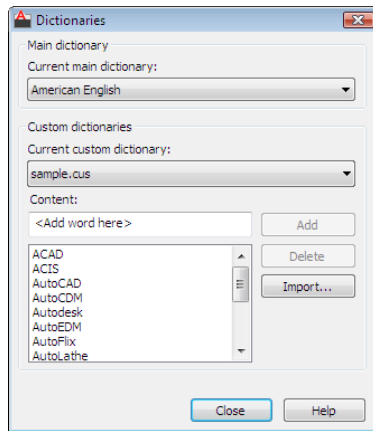 Dictionaries
Main dictionary
Current main dictionary:
American English
Custom dictionaries
Current custom dictionary:
sample.cus
Content:
<Add word here>
Add
ACAD
ACIS
AutoCAD
AutoCDM
Autodesk
AutoEDM
AutoFlix
AutoLathe
Delete
Import...
Close
Help